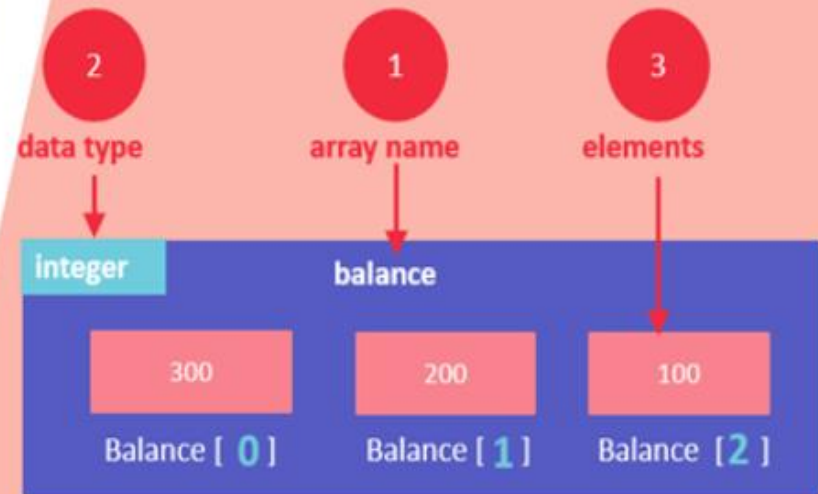 2 1 3
data type array name elements
integer balance
300 200 100
Balance [ 0 ] Balance [ 1 ] Balance [2 ]